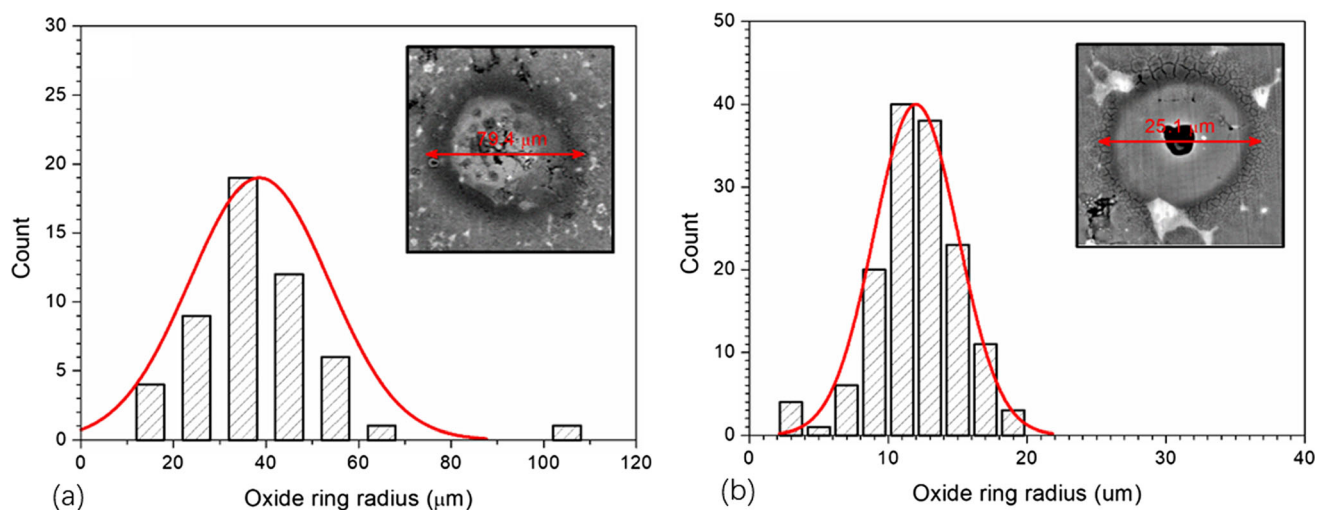 30
25
20
15
10
5
0
Count
79.4 μm
0 20 40 60 80 100 120
(a) Oxide ring radius (μm)
50
40
30
20
10
0
Count
25.1 μm
0 10 20 30 40
(b) Oxide ring radius (um)